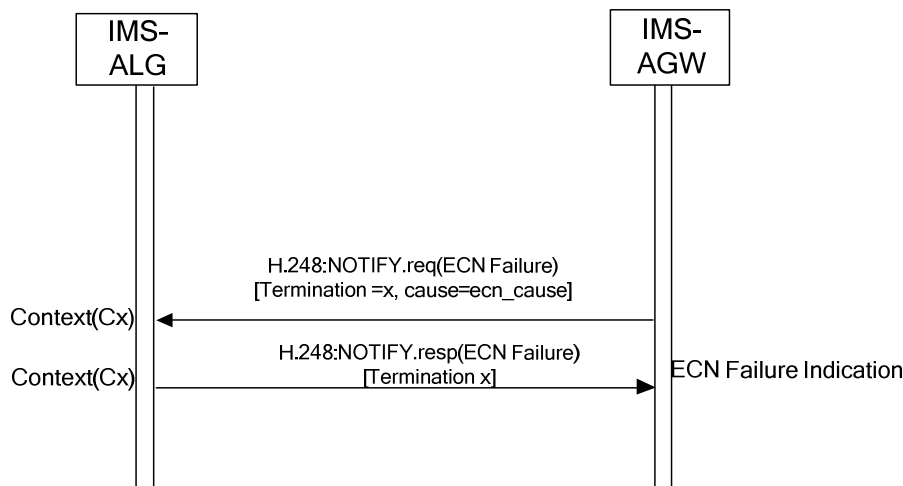 IMS-
ALG
IMS-
AGW
H.248:NOTIFY.req(ECN Failure)
[Termination =x, cause=ecn_cause]
Context(Cx)
H.248:NOTIFY.resp(ECN Failure)
[Termination x]
Context(Cx)
ECN Failure Indication